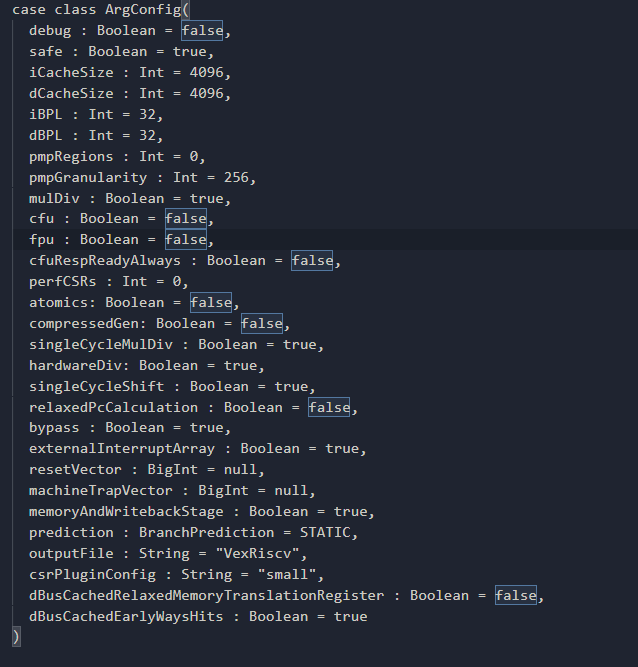 case class ArgConfig(
debug : Boolean = false,
safe : Boolean = true,
iCacheSize : Int = 4096,
dCacheSize : Int = 4096,
iBPL : Int = 32,
dBPL : Int = 32,
pmpRegions : Int = 0,
pmpGranularity : Int = 256,
mulDiv : Boolean = true,
cfu : Boolean = false,
fpu : Boolean = false,
cfuRespReadyAlways : Boolean = false,
perfCSRs : Int = 0,
atomics: Boolean = false,
compressedGen: Boolean = false,
singleCycleMulDiv : Boolean = true,
hardwareDiv: Boolean = true,
singleCycleShift : Boolean = true,
relaxedPcCalculation : Boolean = false,
bypass : Boolean = true,
externalInterruptArray : Boolean = true,
resetVector : BigInt = null,
machineTrapVector : BigInt = null,
memoryAndWritebackStage : Boolean = true,
prediction : BranchPrediction = STATIC,
outputFile : String = "VexRiscv",
csrPluginConfig : String = "small",
dBusCachedRelaxedMemoryTranslationRegister : Boolean = false,
dBusCachedEarlyWaysHits : Boolean = true
)